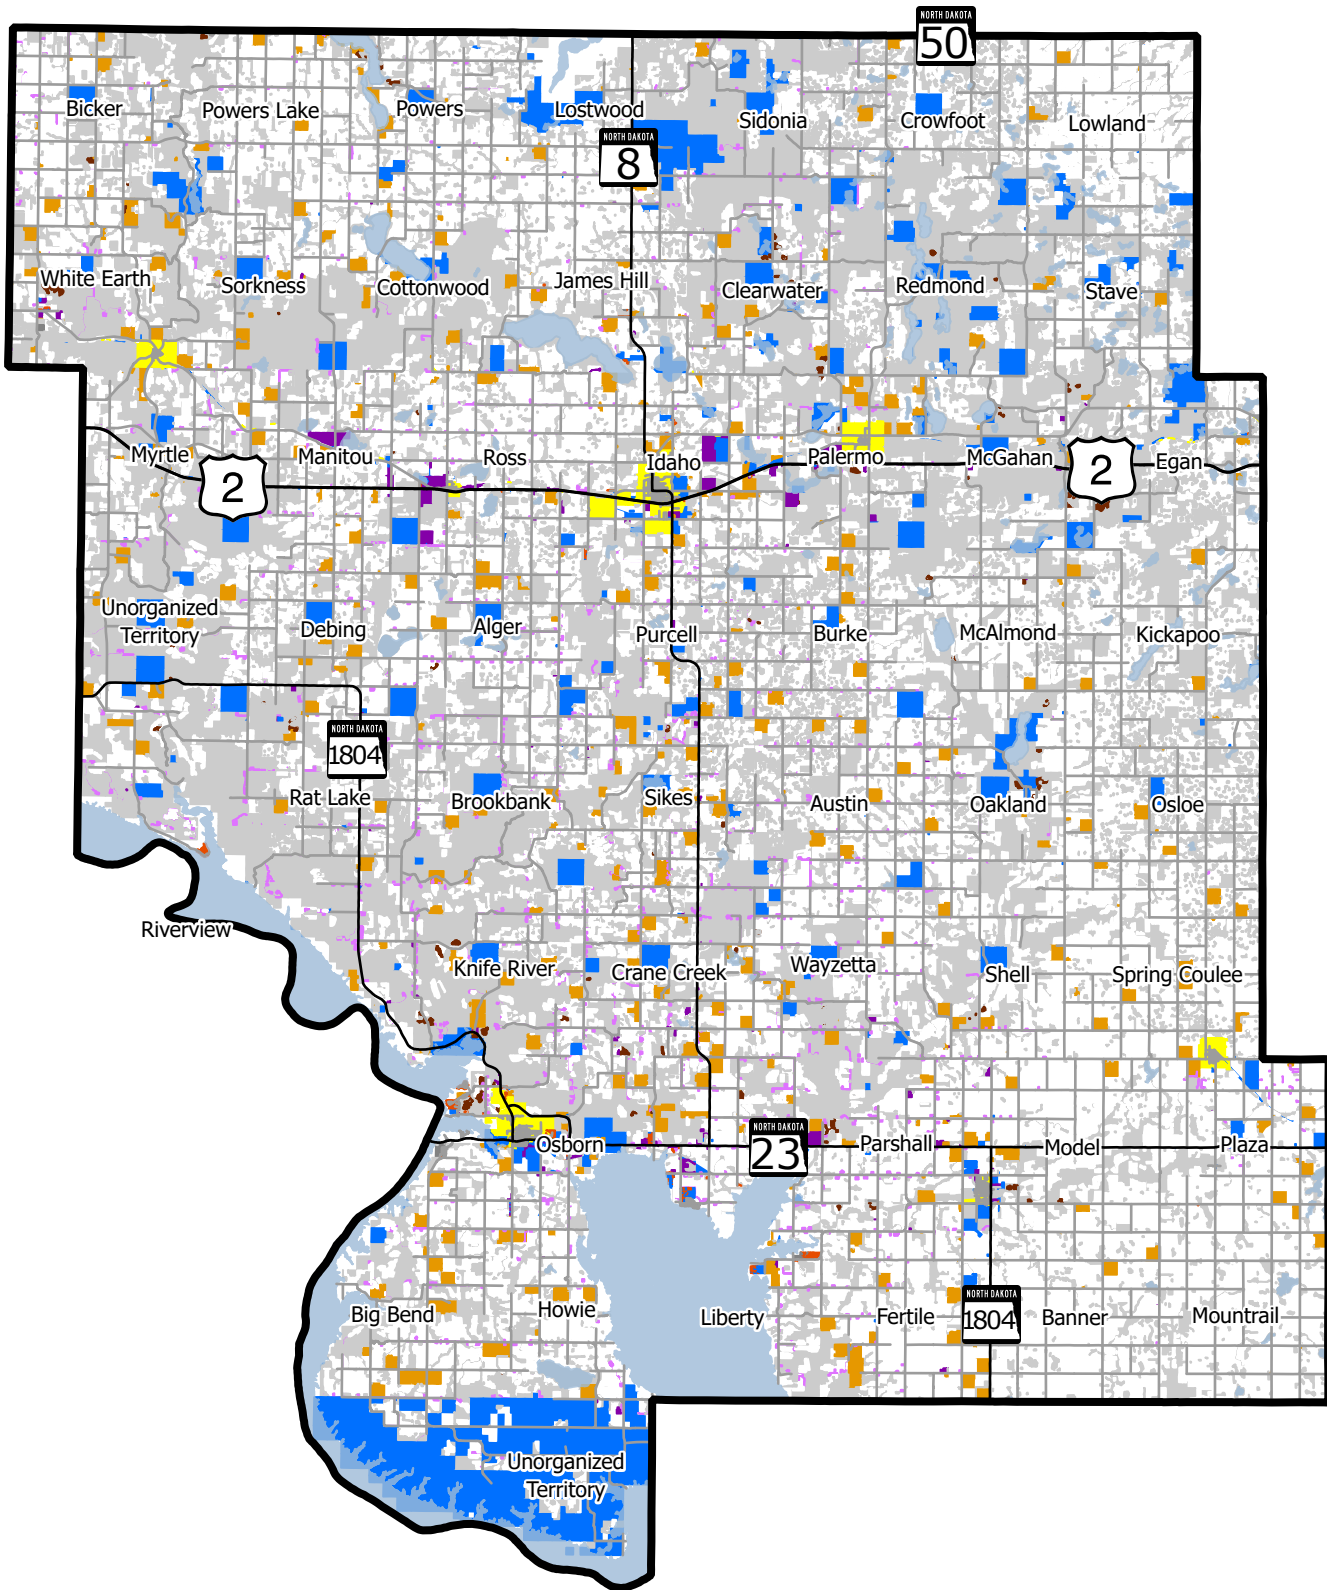 NORTH DAKOTA
50
Bicker
Powers Lake
Powers
Lostwood
Sidonia
Crowfoot
Lowland
NORTH DAKOTA
8
White Earth
Sorkness
Cottonwood
James Hill
Clearwater
Redmond
Stave
Myrtle
Manitou
Ross
Idaho
Palermo
McGahan
Egan
2
2
Unorganized
Territory
Debing
Alger
Purcell
Burke
McAlmond
Kickapoo
NORTH DAKOTA
1804
Rat Lake
Brookbank
Sikes
Austin
Oakland
Osloe
Riverview
Knife River
Crane Creek
Wayzetta
Shell
Spring Coulee
Osborn
NORTH DAKOTA
23
Parshall
Model
Plaza
Big Bend
Howie
Liberty
Fertile
NORTH DAKOTA
1804
Banner
Mountrail
Unorganized
Territory